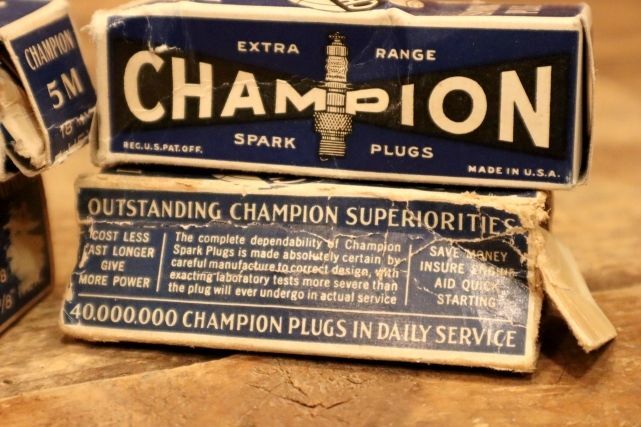 CHAMPION
5 M
EXTRA RANGE
CHAMPION
REG. U.S. PAT. OFF.
SPARK PLUGS
MADE IN U.S.A.
OUTSTANDING CHAMPION SUPERIORITIES
COST LESS
LAST LONGER
GIVE
MORE POWER
The complete dependability of Champion
Spark Plugs is made absolutely certain by
careful manufacture to correct design, with
exacting laboratory tests more severe than
the plug will ever undergo in actual service
SAVE MONEY
INSURE ENGINE
AID QUICK
STARTING
40,000,000 CHAMPION PLUGS IN DAILY SERVICE